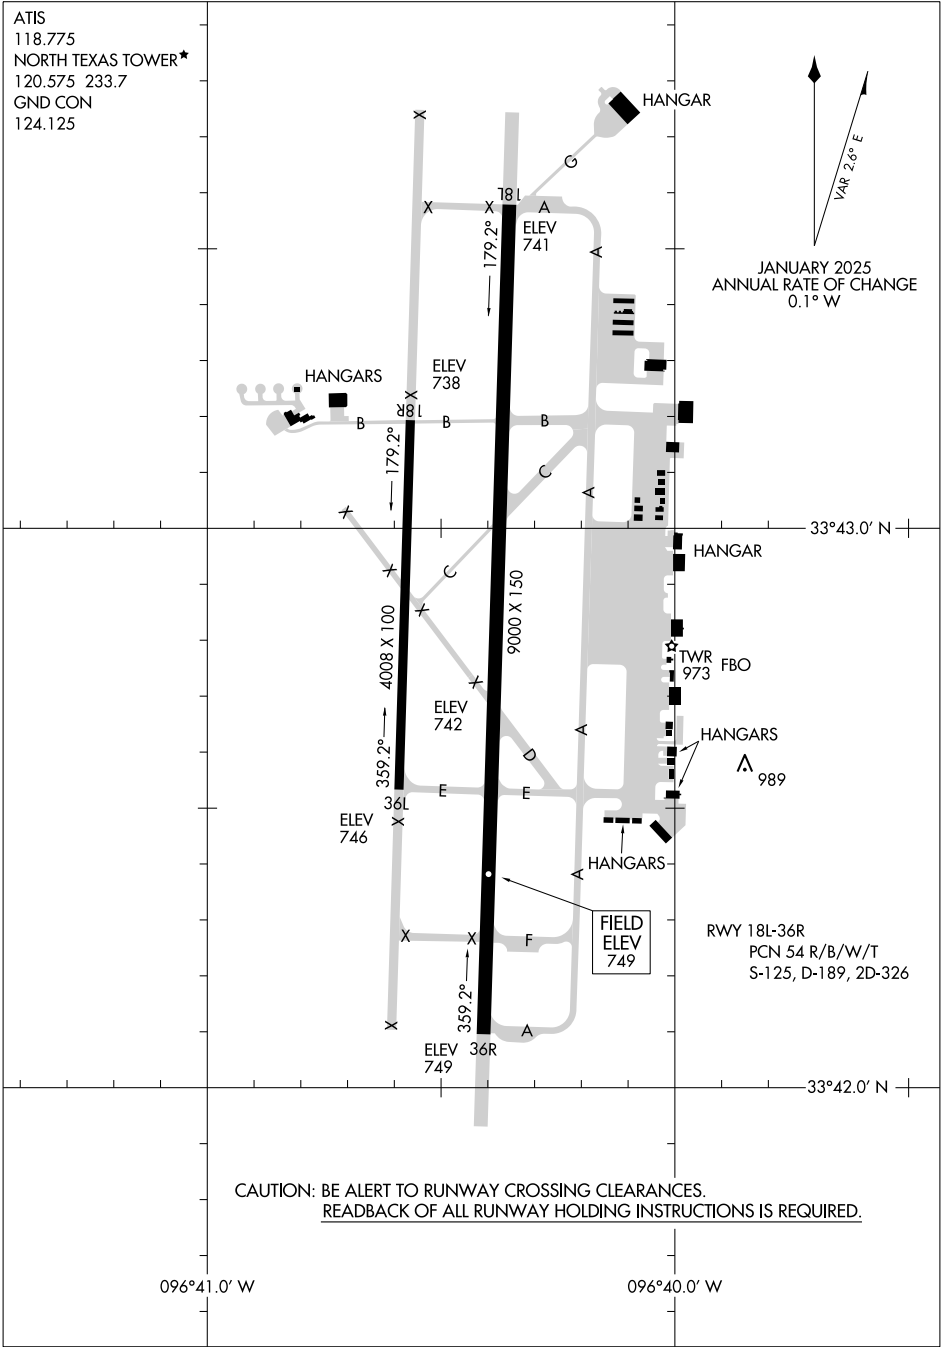 ATIS
118.775
NORTH TEXAS TOWER★
120.575 233.7
GND CON
124.125
HANGAR
G
VAR 2.6° E
JANUARY 2025
ANNUAL RATE OF CHANGE
0.1° W
X
18L
X
X
A
ELEV
741
179.2°
A
ELEV
738
HANGARS
X
18R
B
B
B
179.2°
C
A
X
33°43.0' N
HANGAR
X
C
X
9000 X 150
4008 X 100
TWR
973
FBO
X
ELEV
742
A
D
HANGARS
989
359.2°
E
E
36L
ELEV
746
X
HANGARS
A
FIELD
ELEV
749
RWY 18L-36R
PCN 54 R/B/W/T
S-125, D-189, 2D-326
X
X
F
359.2°
X
A
36R
ELEV
749
33°42.0' N
CAUTION: BE ALERT TO RUNWAY CROSSING CLEARANCES.
READBACK OF ALL RUNWAY HOLDING INSTRUCTIONS IS REQUIRED.
096°41.0' W
096°40.0' W